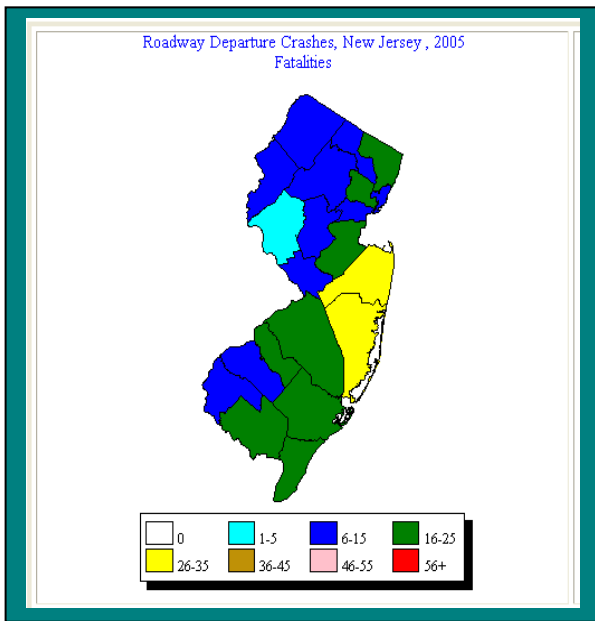 Roadway Departure Crashes, New Jersey , 2005
Fatalities
0 1-5 6-15 16-25
26-35 36-45 46-55 56+